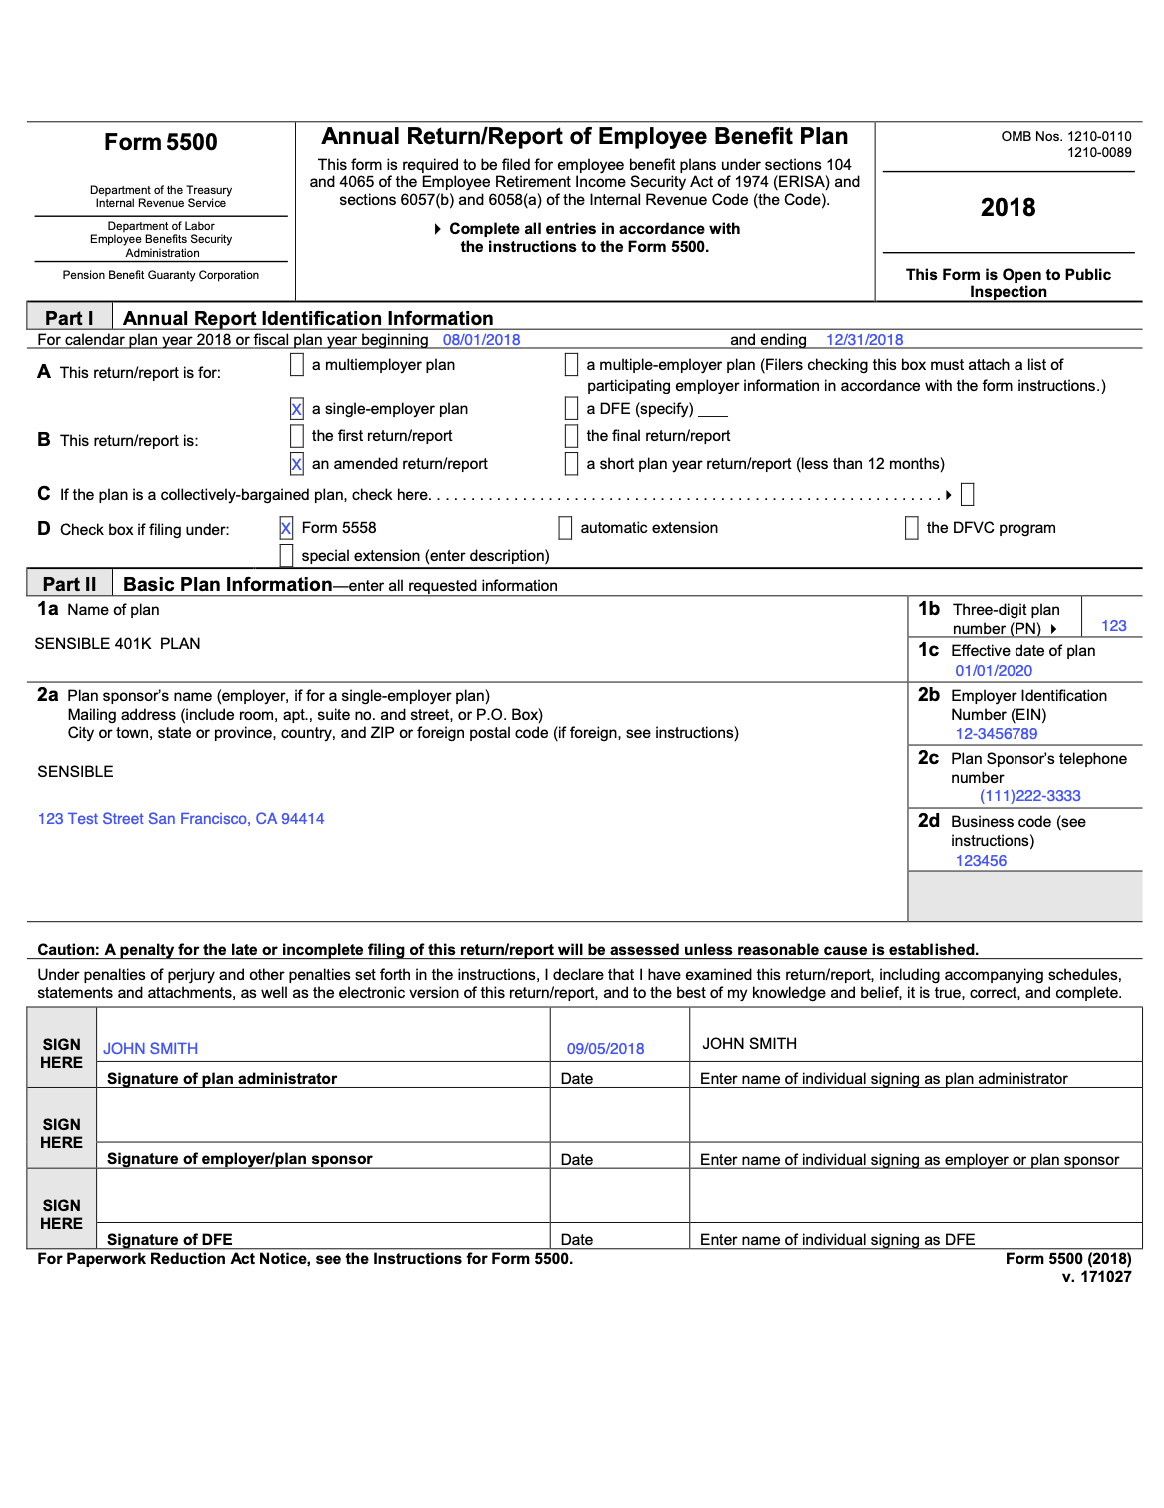 Form 5500
Department of the Treasury
Internal Revenue Service
Department of Labor
Employee Benefits Security
Administration
Pension Benefit Guaranty Corporation
Annual Return/Report of Employee Benefit Plan
This form is required to be filed for employee benefit plans under sections 104
and 4065 of the Employee Retirement Income Security Act of 1974 (ERISA) and
sections 6057(b) and 6058(a) of the Internal Revenue Code (the Code).
Complete all entries in accordance with
the instructions to the Form 5500.
OMB Nos. 1210-0110
1210-0089
2018
This Form is Open to Public
Inspection
Part I Annual Report Identification Information
For calendar plan year 2018 or fiscal plan year beginning 08/01/2018 and ending 12/31/2018
A This return/report is for: a multiemployer plan a multiple-employer plan (Filers checking this box must attach a list of
participating employer information in accordance with the form instructions.)
X a single-employer plan a DFE (specify) ____
B This return/report is: the first return/report the final return/report
X an amended return/report a short plan year return/report (less than 12 months)
C If the plan is a collectively-bargained plan, check here. . . . . . . . . . . . . . . . . . . . . . . . . . . . . . . . . . . . . . . . . . . . . . . . . . . . . . . . . . .
D Check box if filing under: X Form 5558 automatic extension the DFVC program
special extension (enter description)
Part II Basic Plan Information—enter all requested information
1a Name of plan
SENSIBLE 401K PLAN
1b Three-digit plan
number (PN) 123
1c Effective date of plan
01/01/2020
2a Plan sponsor's name (employer, if for a single-employer plan)
Mailing address (include room, apt., suite no. and street, or P.O. Box)
City or town, state or province, country, and ZIP or foreign postal code (if foreign, see instructions)
SENSIBLE
123 Test Street San Francisco, CA 94414
2b Employer Identification
Number (EIN)
12-3456789
2c Plan Sponsor's telephone
number
(111)222-3333
2d Business code (see
instructions)
123456
Caution: A penalty for the late or incomplete filing of this return/report will be assessed unless reasonable cause is established.
Under penalties of perjury and other penalties set forth in the instructions, I declare that I have examined this return/report, including accompanying schedules,
statements and attachments, as well as the electronic version of this return/report, and to the best of my knowledge and belief, it is true, correct, and complete.
SIGN
HERE
JOHN SMITH 09/05/2018 JOHN SMITH
Signature of plan administrator Date Enter name of individual signing as plan administrator
SIGN
HERE
Signature of employer/plan sponsor Date Enter name of individual signing as employer or plan sponsor
SIGN
HERE
Signature of DFE Date Enter name of individual signing as DFE
For Paperwork Reduction Act Notice, see the Instructions for Form 5500. Form 5500 (2018)
v. 171027